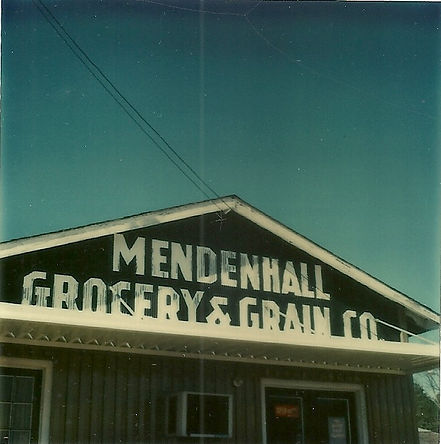 MENDENHALL
GROCERY & GRAIN CO.